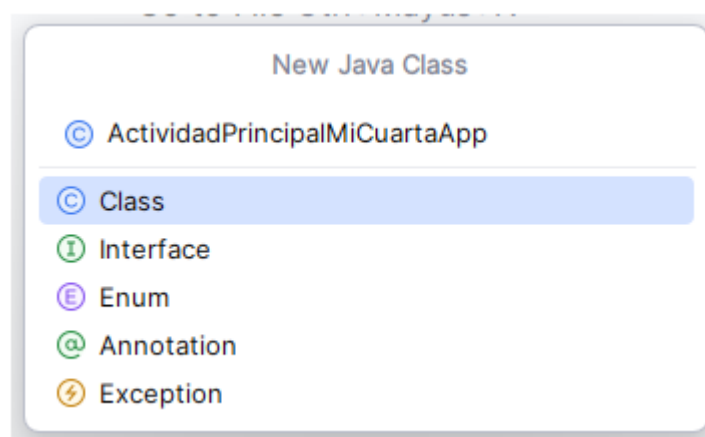 New Java Class
ActividadPrincipalMiCuartaApp
Class
Interface
Enum
Annotation
Exception